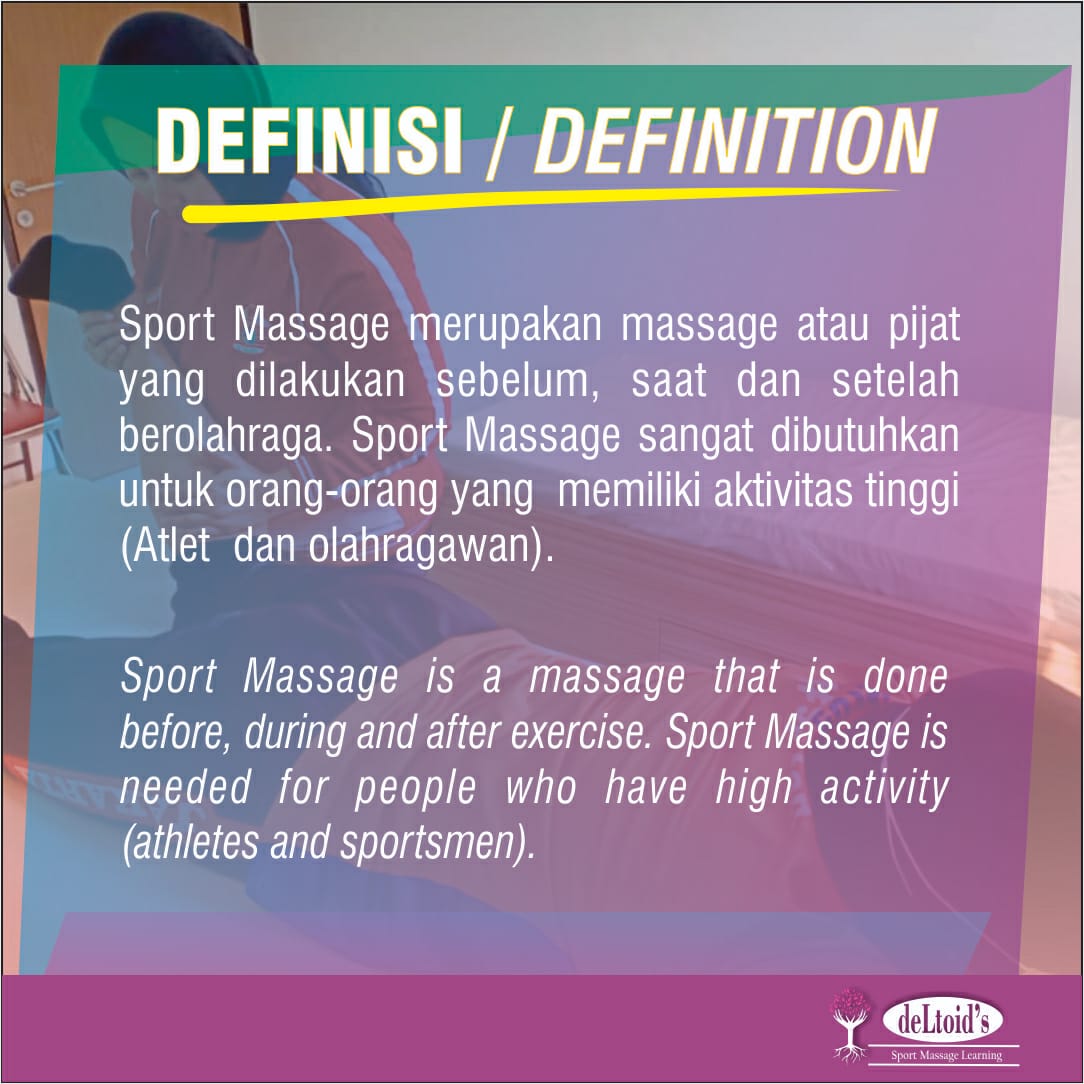 DEFINISI / DEFINITION
Sport Massage merupakan massage atau pijat
yang dilakukan sebelum, saat dan setelah
berolahraga. Sport Massage sangat dibutuhkan
untuk orang-orang yang memiliki aktivitas tinggi
(Atlet dan olahragawan).
Sport Massage is a massage that is done
before, during and after exercise. Sport Massage is
needed for people who have high activity
(athletes and sportsmen).
deLtoid's
Sport Massage Learning